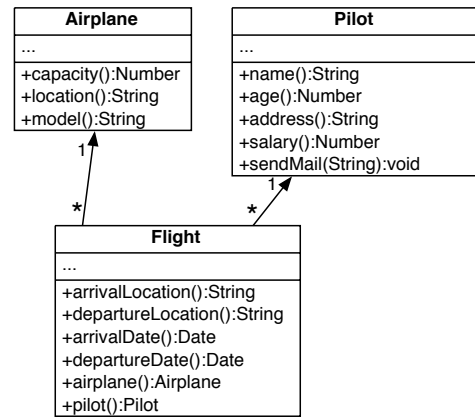 Airplane
...
+capacity():Number
+location():String
+model():String
1
*
Pilot
...
+name():String
+age():Number
+address():String
+salary():Number
+sendMail(String):void
1
*
Flight
...
+arrivalLocation():String
+departureLocation():String
+arrivalDate():Date
+departureDate():Date
+airplane():Airplane
+pilot():Pilot